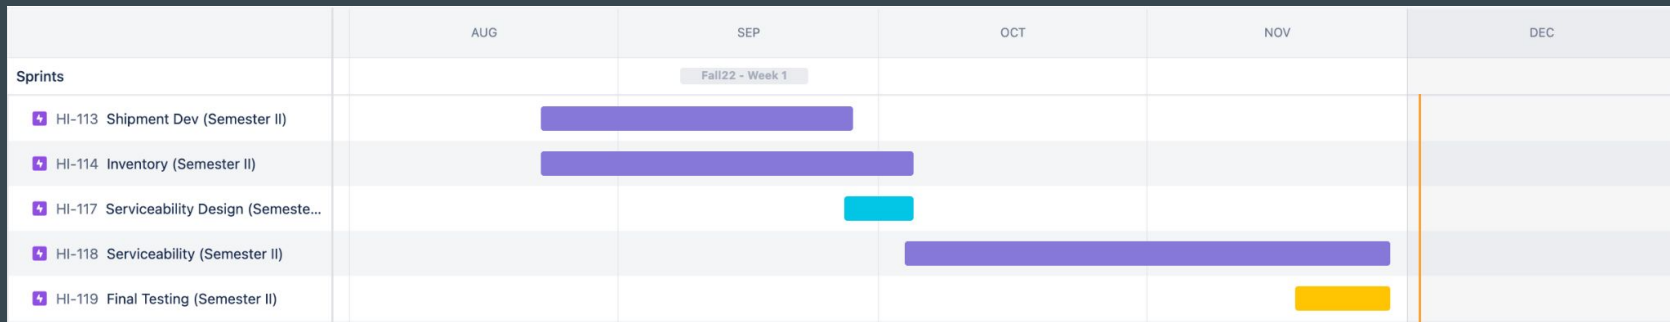 AUG SEP OCT NOV DEC
Sprints Fall22 - Week 1
HI-113 Shipment Dev (Semester II)
HI-114 Inventory (Semester II)
HI-117 Serviceability Design (Semeste...
HI-118 Serviceability (Semester II)
HI-119 Final Testing (Semester II)